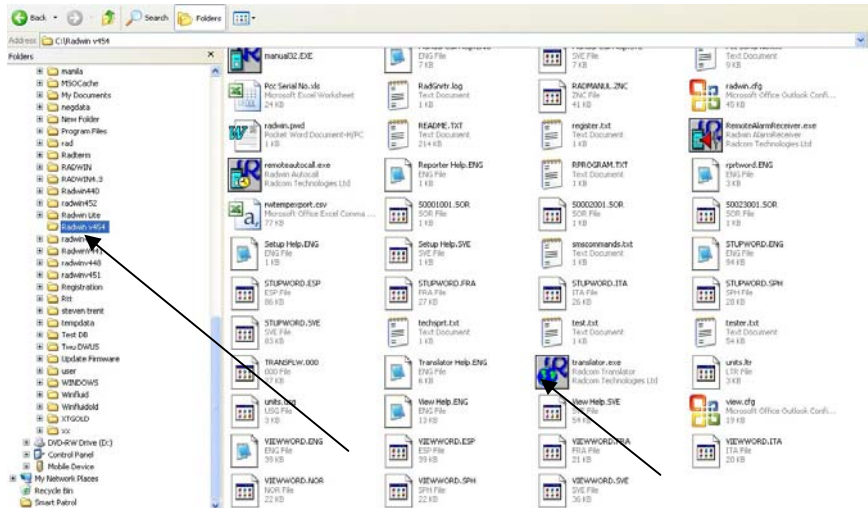 Back
Search
Folders
Address C:\Radwin v454
Folders
manila
MSOCache
My Documents
negdata
New Folder
Program Files
rad
Radterm
RADWIN
RADWIN4.3
Radwin440
radwin452
Radwin Lite
Radwin v454
radwin
radwinv448
radwinv451
Registration
Rtt
steven trent
tempdata
Test DB
Twu DWUS
Update Firmware
user
WINDOWS
Winfluid
Winfluidold
XTGOLD
xx
DVD-RW Drive (D:)
Control Panel
Mobile Device
My Network Places
Recycle Bin
Smart Patrol
manual32.EXE
ENG File
7 KB
SVE File
7 KB
Text Document
9 KB
Pcc Serial No.xls
Microsoft Excel Worksheet
24 KB
RadGnrtr.log
Text Document
1 KB
RADMANUL.ZNC
ZNC File
41 KB
radwin.cfg
Microsoft Office Outlook Confi...
45 KB
radwin.pwd
Pocket Word Document-H/PC
1 KB
README.TXT
Text Document
214 KB
register.txt
Text Document
1 KB
RemoteAlarmReceiver.exe
Radwin AlarmReceiver
Radcom Technologies Ltd
remoteautocall.exe
Radwin Autocall
Radcom Technologies Ltd
Reporter Help.ENG
ENG File
1 KB
RPROGRAM.TXT
Text Document
1 KB
rprtword.ENG
ENG File
3 KB
rwtempexport.csv
Microsoft Office Excel Comma ...
77 KB
S0001001.SOR
SOR File
1 KB
S0002001.SOR
SOR File
1 KB
S0023001.SOR
SOR File
1 KB
Setup Help.ENG
ENG File
1 KB
Setup Help.SVE
SVE File
1 KB
smscommands.txt
Text Document
1 KB
STUPWORD.ENG
ENG File
94 KB
STUPWORD.ESP
ESP File
86 KB
STUPWORD.FRA
FRA File
27 KB
STUPWORD.ITA
ITA File
26 KB
STUPWORD.SPH
SPH File
28 KB
STUPWORD.SVE
SVE File
83 KB
techsprt.txt
Text Document
1 KB
test.txt
Text Document
1 KB
tester.txt
Text Document
54 KB
TRANSFLW.000
000 File
27 KB
Translator Help.ENG
ENG File
6 KB
translator.exe
Radcom Translator
Radcom Technologies Ltd
units.ltr
LTR File
3 KB
units.usg
USG File
3 KB
View Help.ENG
ENG File
13 KB
View Help.SVE
SVE File
54 KB
view.cfg
Microsoft Office Outlook Confi...
19 KB
VIEWWORD.ENG
ENG File
39 KB
VIEWWORD.ESP
ESP File
39 KB
VIEWWORD.FRA
FRA File
21 KB
VIEWWORD.ITA
ITA File
20 KB
VIEWWORD.NOR
NOR File
22 KB
VIEWWORD.SPH
SPH File
22 KB
VIEWWORD.SVE
SVE File
36 KB